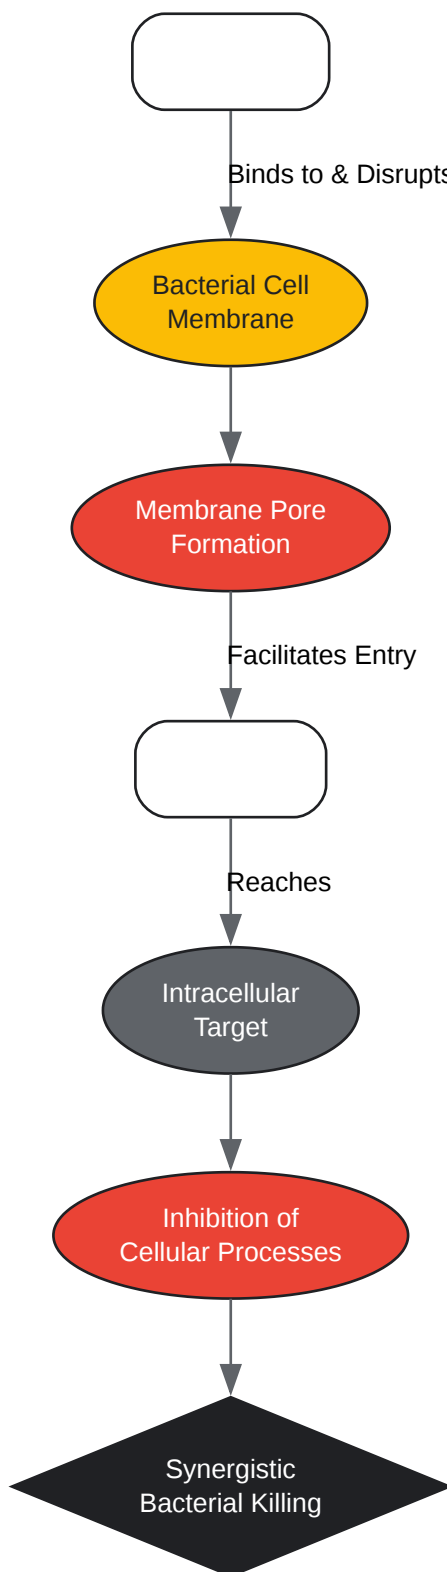 Binds to & Disrupts
Bacterial Cell
Membrane
Membrane Pore
Formation
Facilitates Entry
Reaches
Intracellular
Target
Inhibition of
Cellular Processes
Synergistic
Bacterial Killing